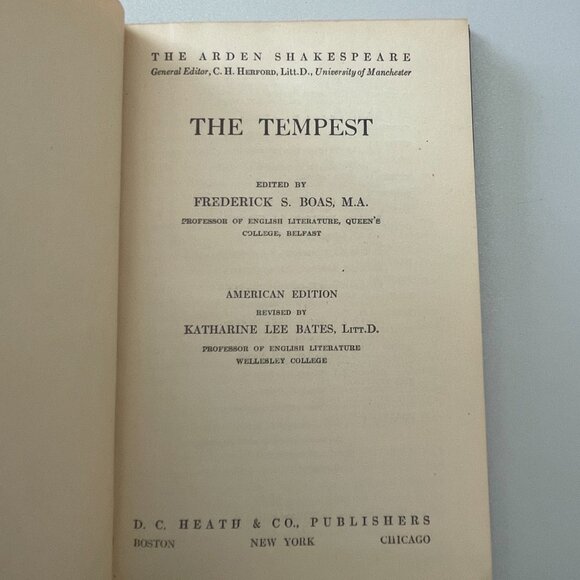 THE ARDEN SHAKESPEARE
General Editor, C. H. HERFORD, Litt.D., University of Manchester
THE TEMPEST
EDITED BY
FREDERICK S. BOAS, M.A.
PROFESSOR OF ENGLISH LITERATURE, QUEEN'S
COLLEGE, BELFAST
AMERICAN EDITION
REVISED BY
KATHARINE LEE BATES, LITT.D.
PROFESSOR OF ENGLISH LITERATURE
WELLESLEY COLLEGE
D. C. HEATH & CO., PUBLISHERS
BOSTON NEW YORK CHICAGO